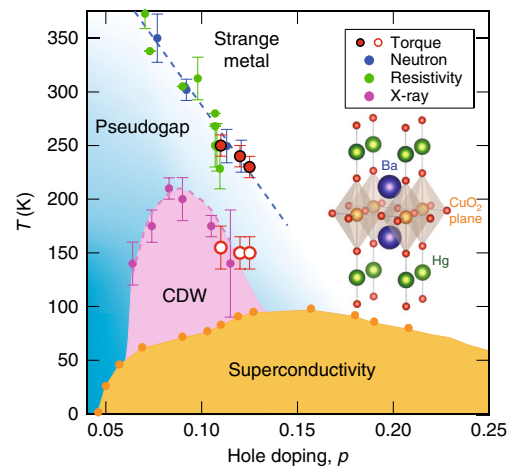 Strange
metal
Torque
Neutron
Resistivity
X-ray
Pseudogap
CDW
Superconductivity
Ba
CuO₂
plane
Hg
T (K)
350
300
250
200
150
100
50
0
0.05
0.10
0.15
0.20
0.25
Hole doping, p